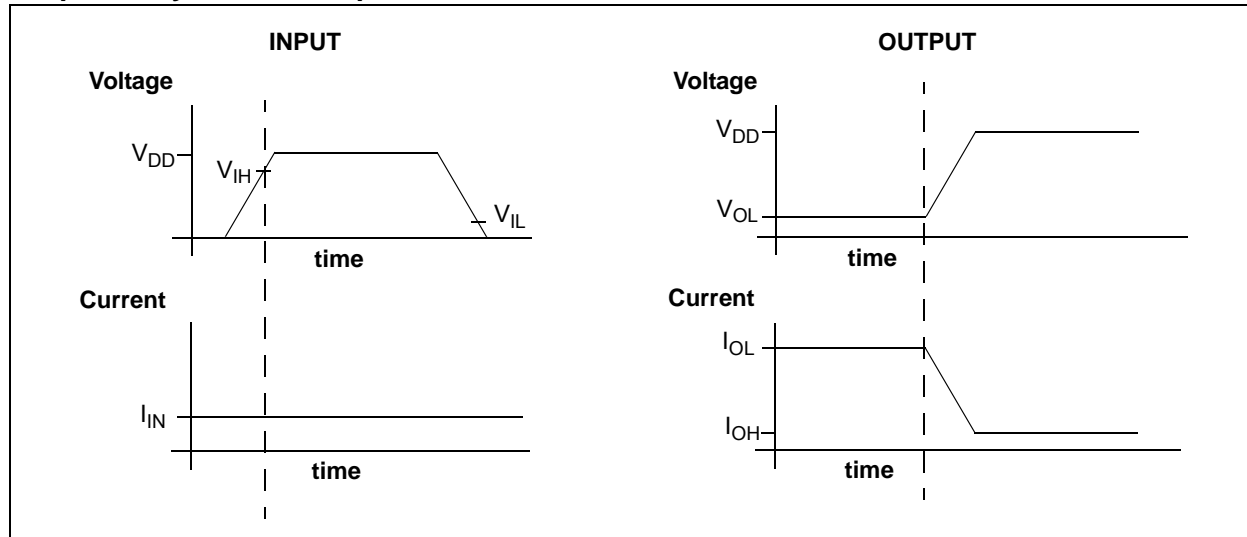 INPUT
Voltage
VDD
VIH
VIL
time
Current
IIN
time
OUTPUT
Voltage
VDD
VOL
time
Current
IOL
IOH
time